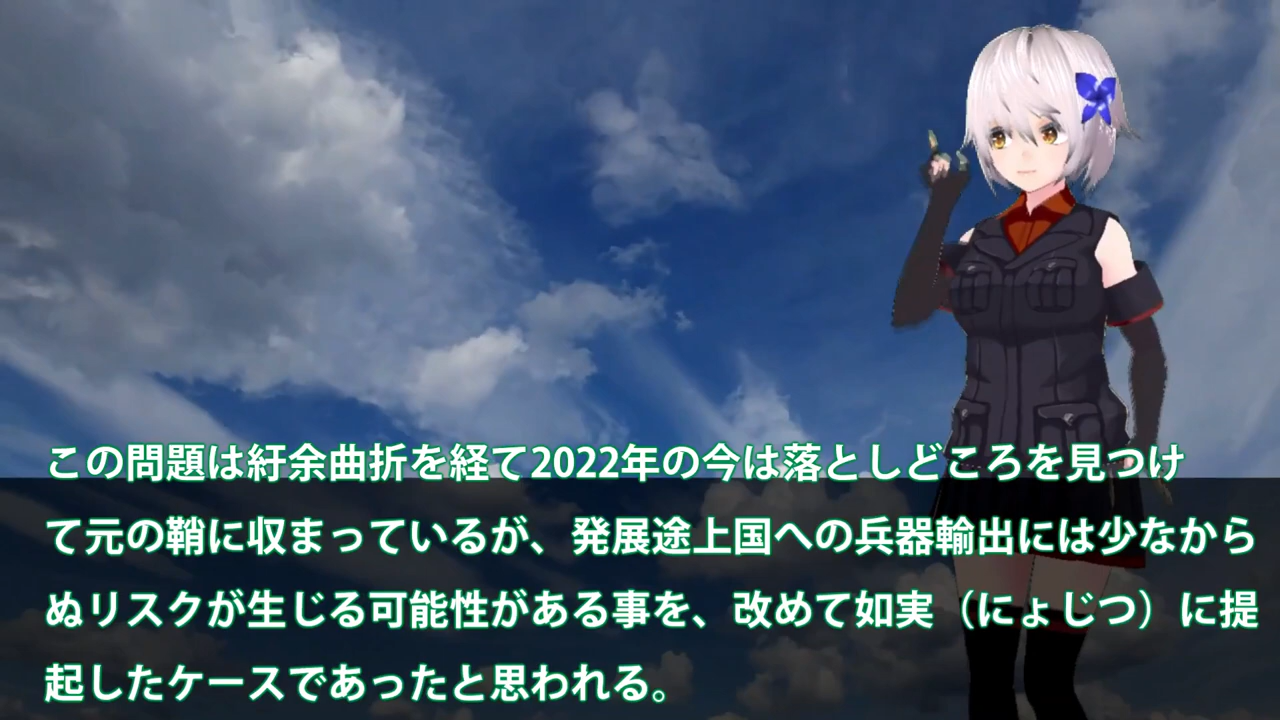 この問題は紆余曲折を経て2022年の今は落としどころを見つけ
て元の鞘に収まっているが、発展途上国への兵器輸出には少なから
ぬリスクが生じる可能性がある事を、改めて如実（にょじつ）に提
起したケースであったと思われる。